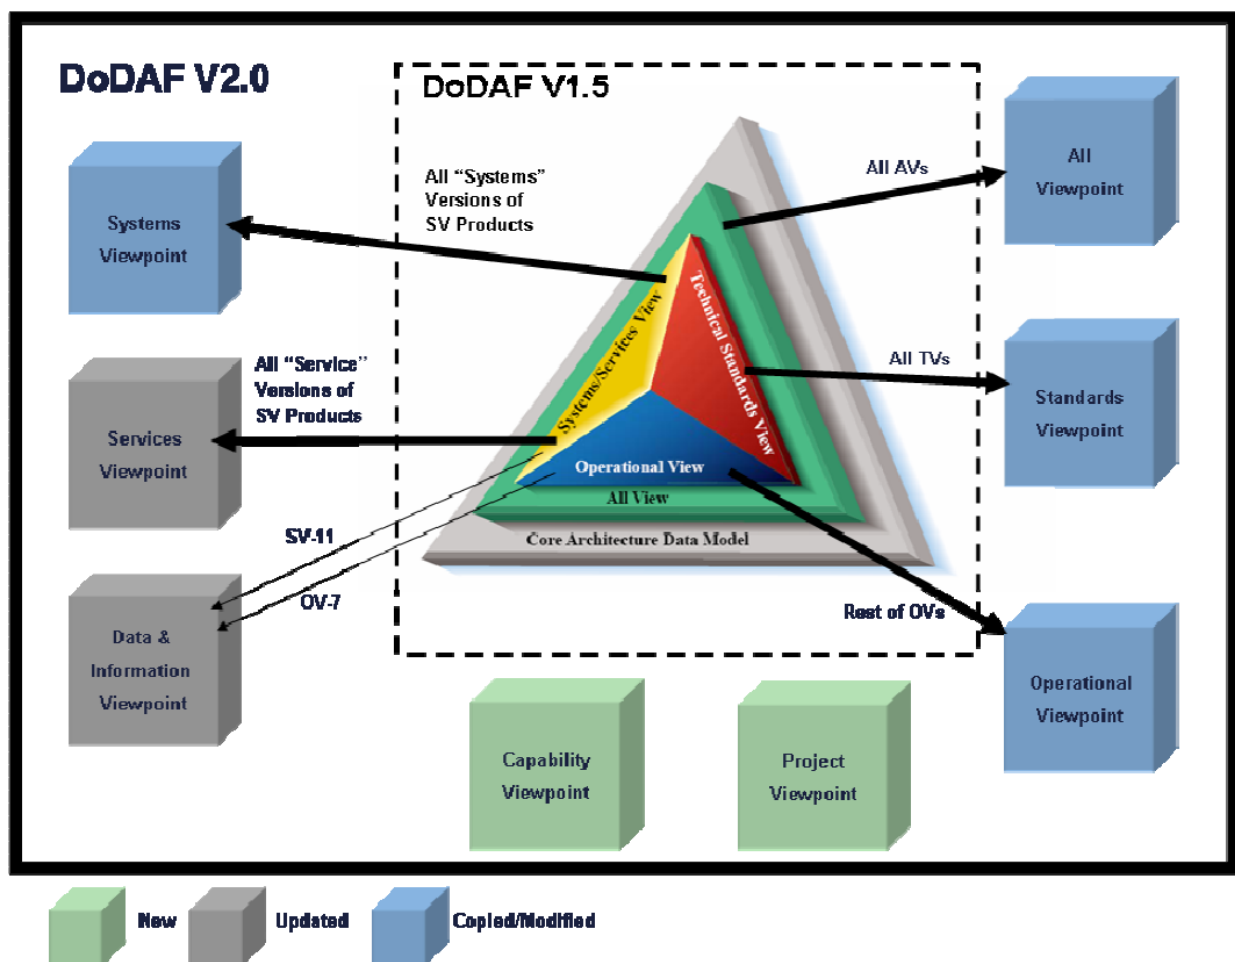 DoDAF V2.0
DoDAF V1.5
All “Systems”
Versions of
SV Products
All AVs
All
Viewpoint
Systems
Viewpoint
Systems/Services View
Technical Standards View
All “Service”
Versions of
SV Products
All TVs
Standards
Viewpoint
Services
Viewpoint
Operational View
All View
Core Architecture Data Model
SV-11
OV-7
Rest of OVs
Data &
Information
Viewpoint
Operational
Viewpoint
Capability
Viewpoint
Project
Viewpoint
New
Updated
Copied/Modified